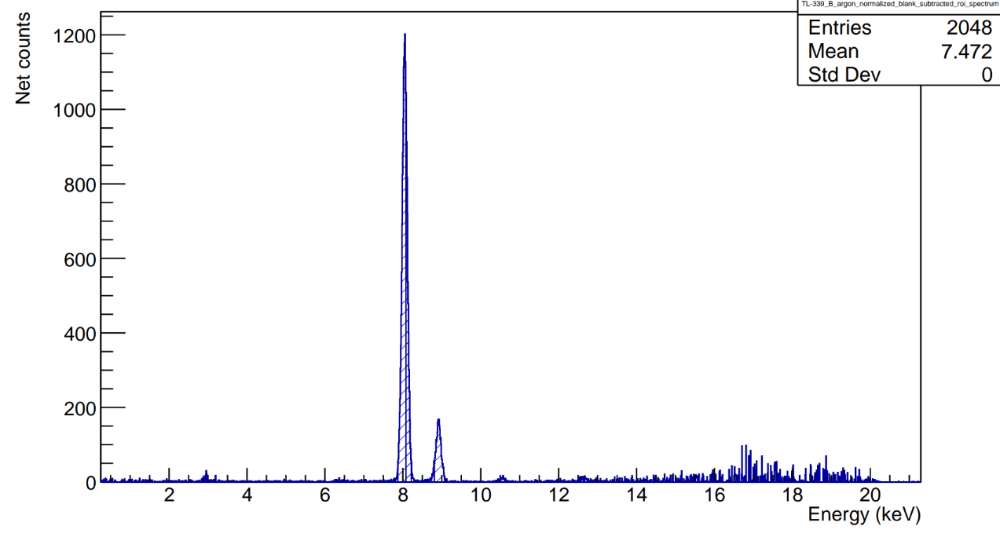 TL-339_B_argon_normalized_blank_subtracted_roi_spectrum
Entries 2048
Mean 7.472
Std Dev 0
Net counts
1200
1000
800
600
400
200
0
2 4 6 8 10 12 14 16 18 20
Energy (keV)